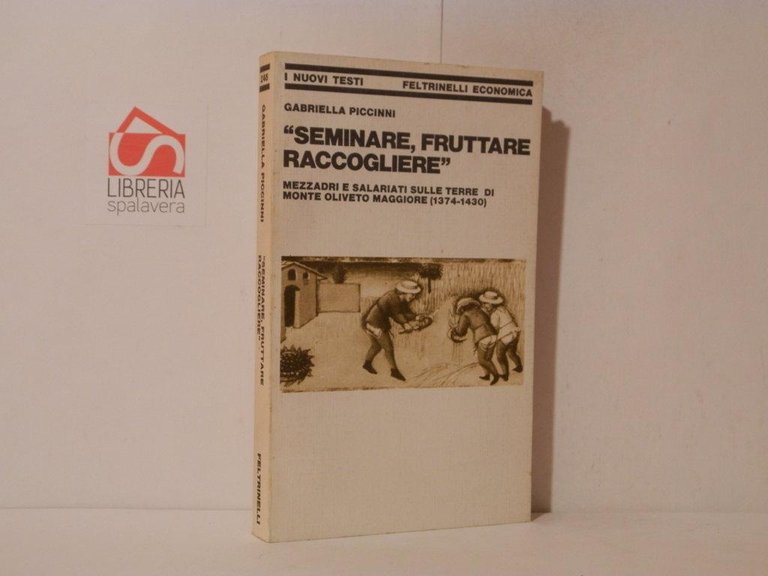 LIBRERIA
spalavera
I NUOVI TESTI FELTRINELLI ECONOMICA
GABRIELLA PICCINNI
“SEMINARE, FRUTTARE
RACCOGLIERE”
MEZZADRI E SALARIATI SULLE TERRE DI
MONTE OLIVETO MAGGIORE (1374-1430)
GABRIELLA PICCINNI
“SEMINARE, FRUTTARE
RACCOGLIERE”
FELTRINELLI